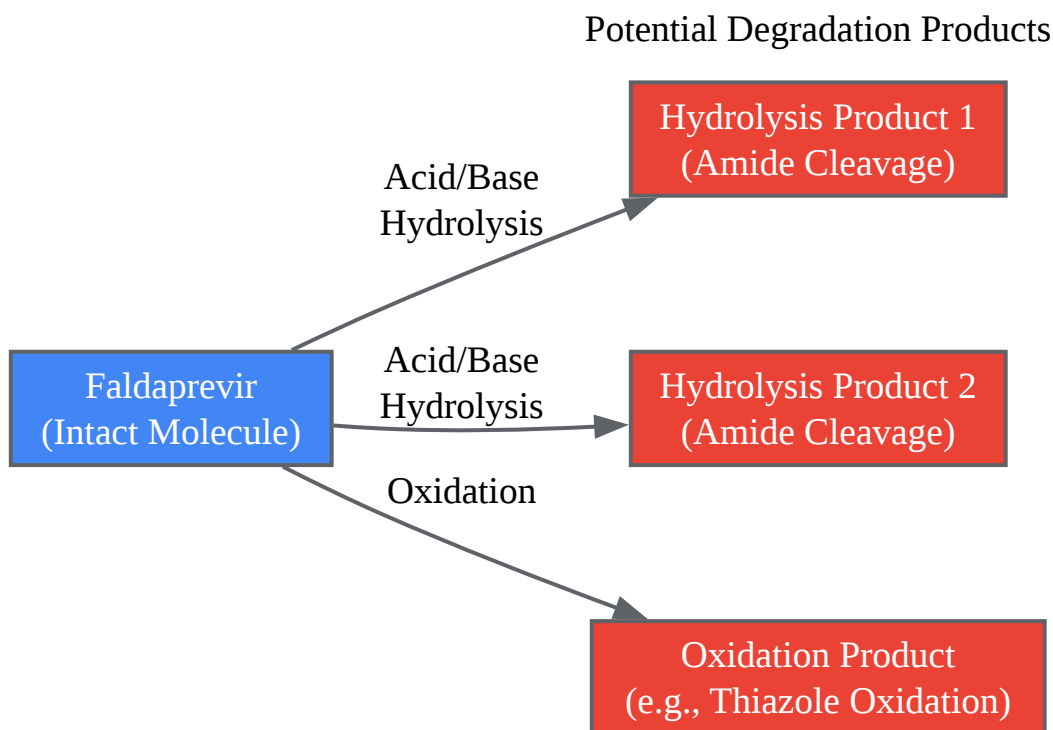 Potential Degradation Products
Hydrolysis Product 1
(Amide Cleavage)
Acid/Base
Hydrolysis
Faldaprevir
(Intact Molecule)
Acid/Base
Hydrolysis
Hydrolysis Product 2
(Amide Cleavage)
Oxidation
Oxidation Product
(e.g., Thiazole Oxidation)